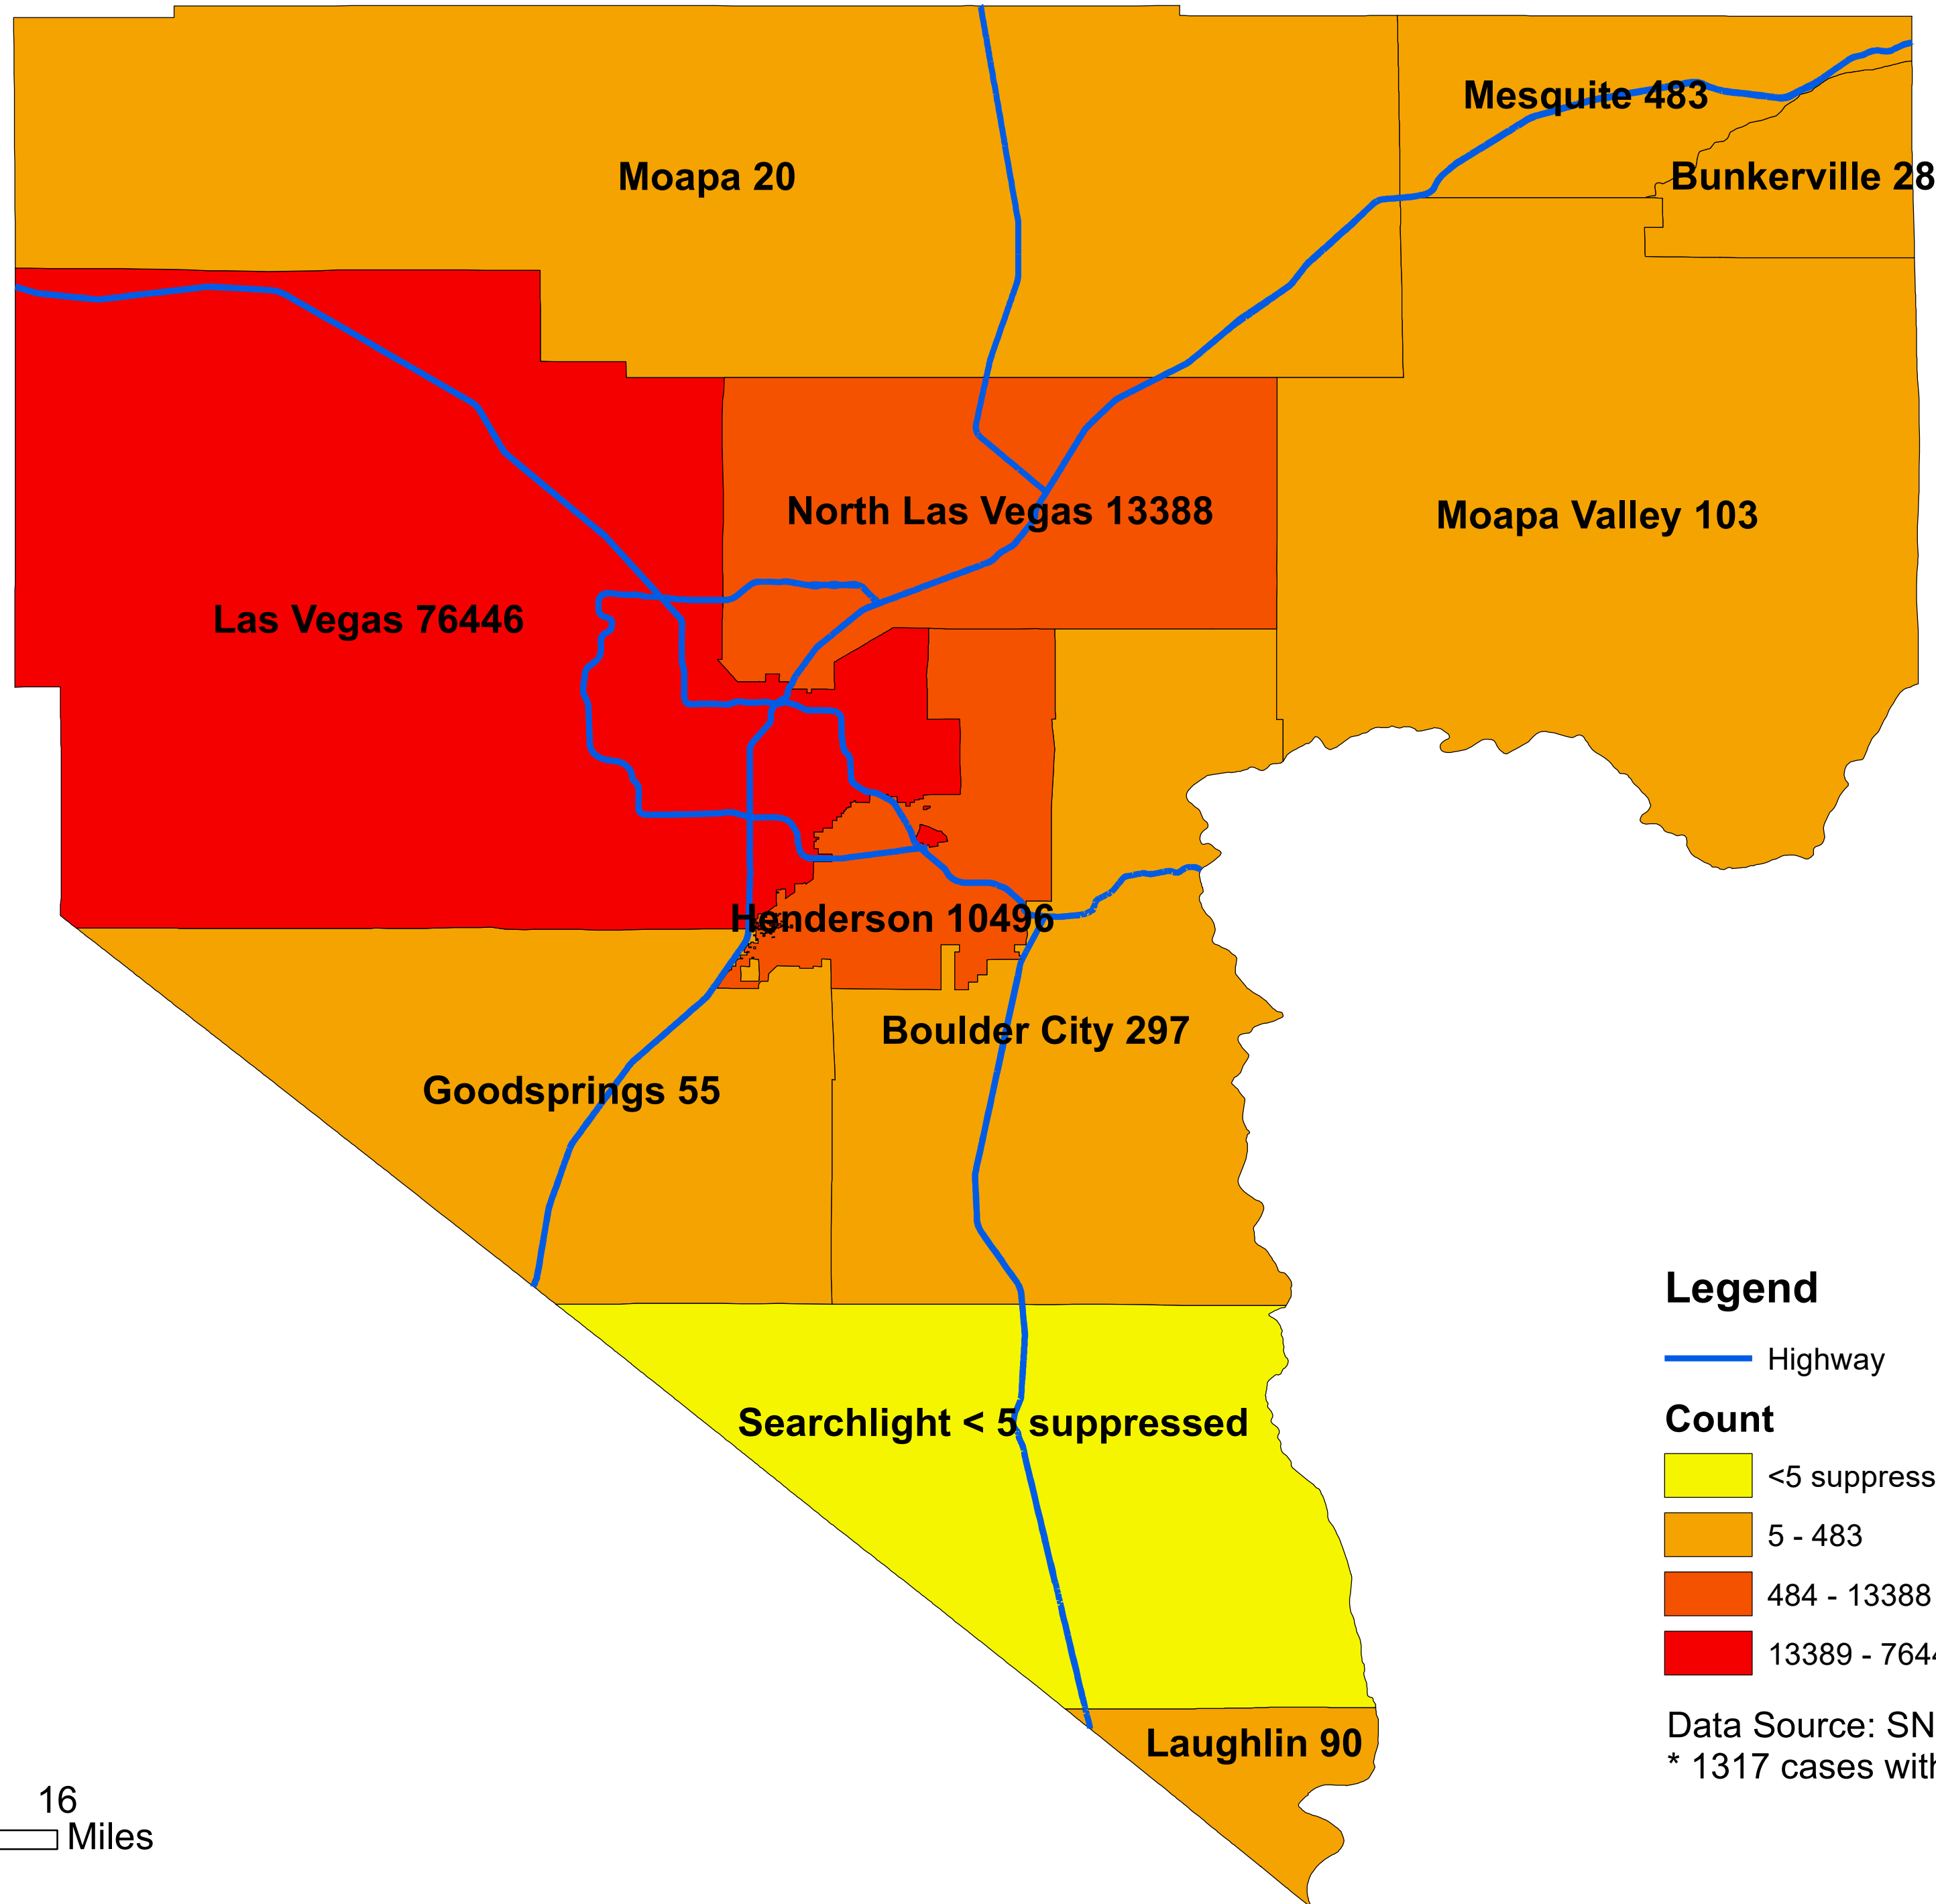 Mesquite 483
Moapa 20
Bunkerville 28
North Las Vegas 13388
Moapa Valley 103
Las Vegas 76446
Henderson 10496
Boulder City 297
Goodsprings 55
Legend
Highway
Searchlight < 5 suppressed
Count
<5 suppress
5 - 483
484 - 13388
13389 - 7644
Data Source: SN
Laughlin 90
* 1317 cases with
16
Miles